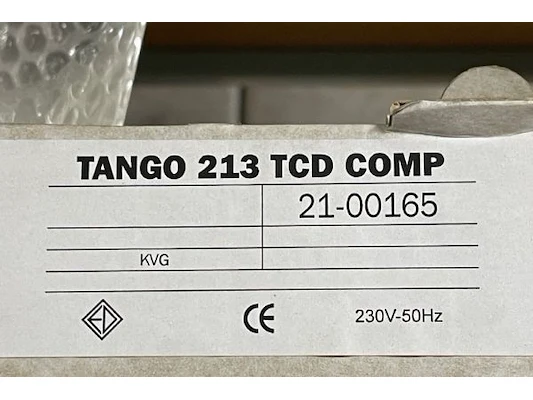 TANGO 213 TCD COMP
21-00165
KVG
CE 230V-50Hz